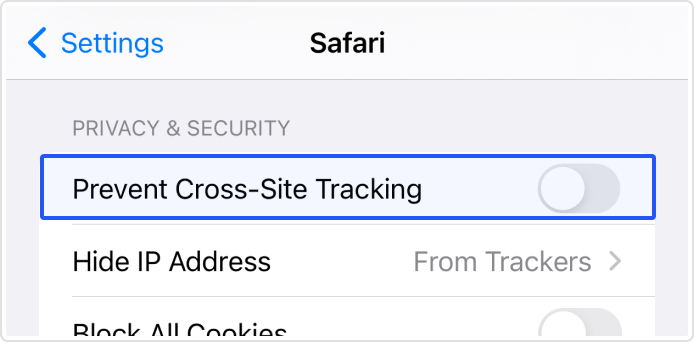 Settings
Safari
PRIVACY & SECURITY
Prevent Cross-Site Tracking
Hide IP Address
From Trackers
Block All Cookies